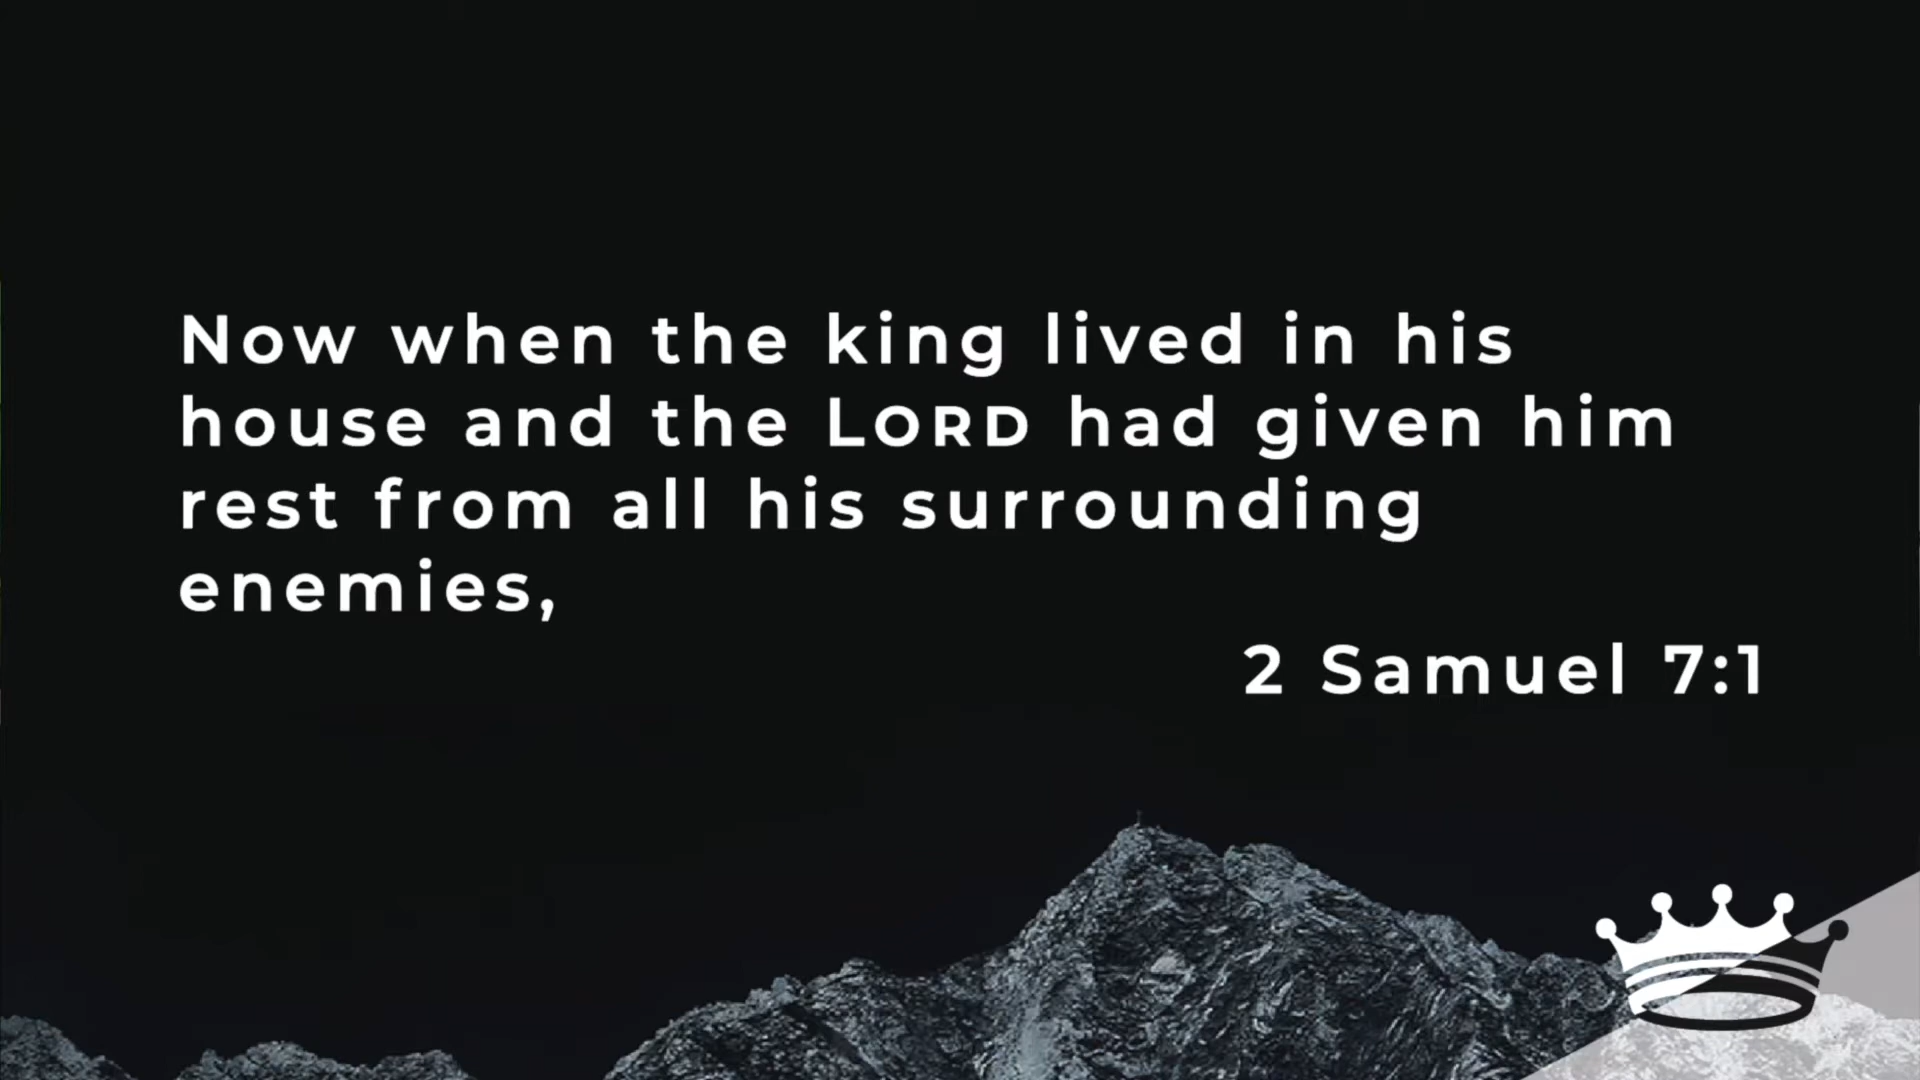 Now when the king lived in his
house and the LORD had given him
rest from all his surrounding
enemies,
2 Samuel 7:1